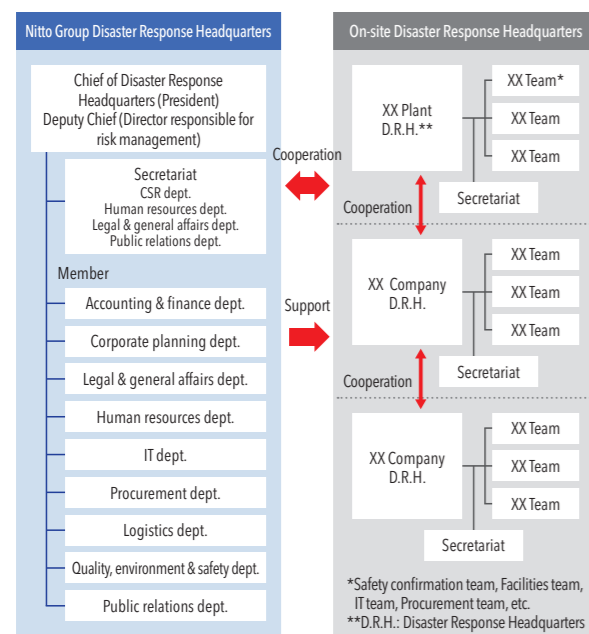 Nitto Group Disaster Response Headquarters
Chief of Disaster Response
Headquarters (President)
Deputy Chief (Director responsible for
risk management)
Secretariat
CSR dept.
Human resources dept.
Legal & general affairs dept.
Public relations dept.
Member
Accounting & finance dept.
Corporate planning dept.
Legal & general affairs dept.
Human resources dept.
IT dept.
Procurement dept.
Logistics dept.
Quality, environment & safety dept.
Public relations dept.
Cooperation
Support
On-site Disaster Response Headquarters
XX Plant
D.R.H.**
XX Team*
XX Team
XX Team
Secretariat
Cooperation
XX Company
D.R.H.
XX Team
XX Team
XX Team
Secretariat
Cooperation
XX Company
D.R.H.
XX Team
XX Team
XX Team
Secretariat
*Safety confirmation team, Facilities team,
IT team, Procurement team, etc.
**D.R.H.: Disaster Response Headquarters